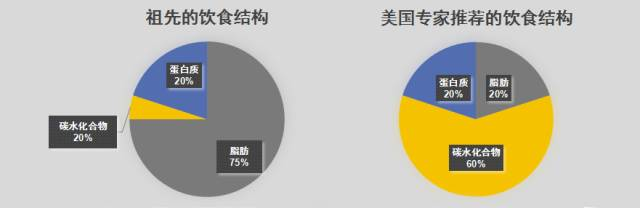 祖先的饮食结构
美国专家推荐的饮食结构
蛋白质
20%
碳水化合物
20%
脂肪
75%
蛋白质
20%
脂肪
20%
碳水化合物
60%